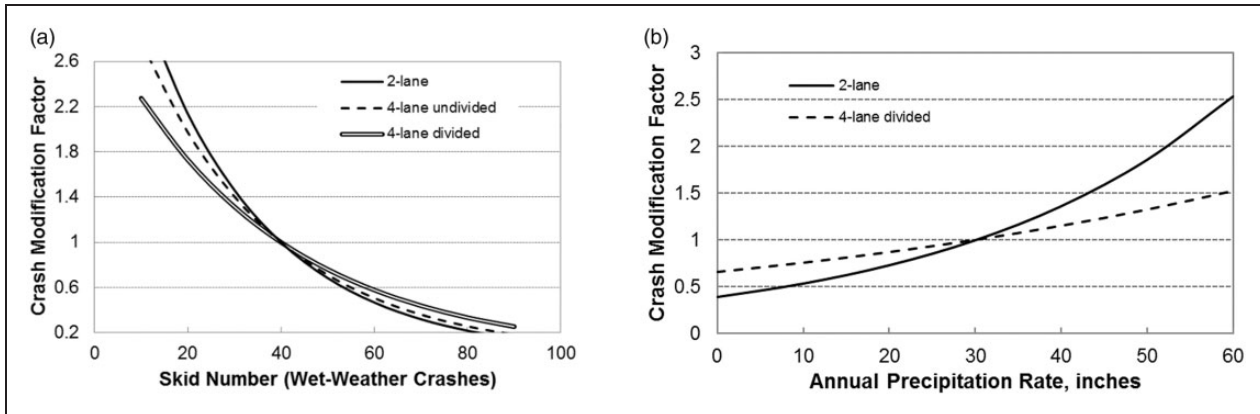 (a)
2.6
2.2
1.8
1.4
1
0.6
0.2
Crash Modification Factor
2-lane
4-lane undivided
4-lane divided
0 20 40 60 80 100
Skid Number (Wet-Weather Crashes)
(b)
3
2.5
2
1.5
1
0.5
0
Crash Modification Factor
2-lane
4-lane divided
0 10 20 30 40 50 60
Annual Precipitation Rate, inches